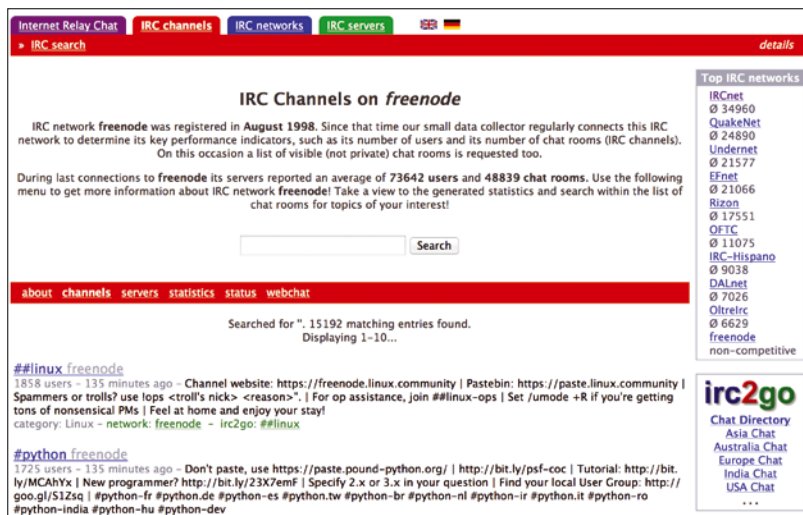 Internet Relay Chat IRC channels IRC networks IRC servers
» IRC search details
IRC Channels on freenode
IRC network freenode was registered in August 1998. Since that time our small data collector regularly connects this IRC
network to determine its key performance indicators, such as its number of users and its number of chat rooms (IRC channels).
On this occasion a list of visible (not private) chat rooms is requested too.
During last connections to freenode its servers reported an average of 73642 users and 48839 chat rooms. Use the following
menu to get more information about IRC network freenode! Take a view to the generated statistics and search within the list of
chat rooms for topics of your interest!
Search
about channels servers statistics status webchat
Searched for ''. 15192 matching entries found.
Displaying 1-10...
##linux freenode
1858 users - 135 minutes ago - Channel website: https://freenode.linux.community | Pastebin: https://paste.linux.community |
Spammers or trolls? use !ops <troll's nick> <reason>". | For op assistance, join ##linux-ops | Set /umode +R if you're getting
tons of nonsensical PMs | Feel at home and enjoy your stay!
category: Linux - network: freenode - irc2go: ##linux
#python freenode
1725 users - 135 minutes ago - Don't paste, use https://paste.pound-python.org/ | http://bit.ly/psf-coc | Tutorial: http://bit.
ly/MCAhYx | New programmer? http://bit.ly/23X7emF | Specify 2.x or 3.x in your question | Find your local User Group: http://
goo.gl/S1Zsq | #python-fr #python.de #python-es #python.tw #python-br #python-nl #python-ir #python.it #python-ro
#python-india #python-hu #python-dev
Top IRC networks
IRCnet
Ø 34960
QuakeNet
Ø 24890
Undernet
Ø 21577
EFnet
Ø 21066
Rizon
Ø 17551
OFTC
Ø 11075
IRC-Hispano
Ø 9038
DALnet
Ø 7026
OltreIrc
Ø 6629
freenode
non-competitive
irc2go
Chat Directory
Asia Chat
Australia Chat
Europe Chat
India Chat
USA Chat
...